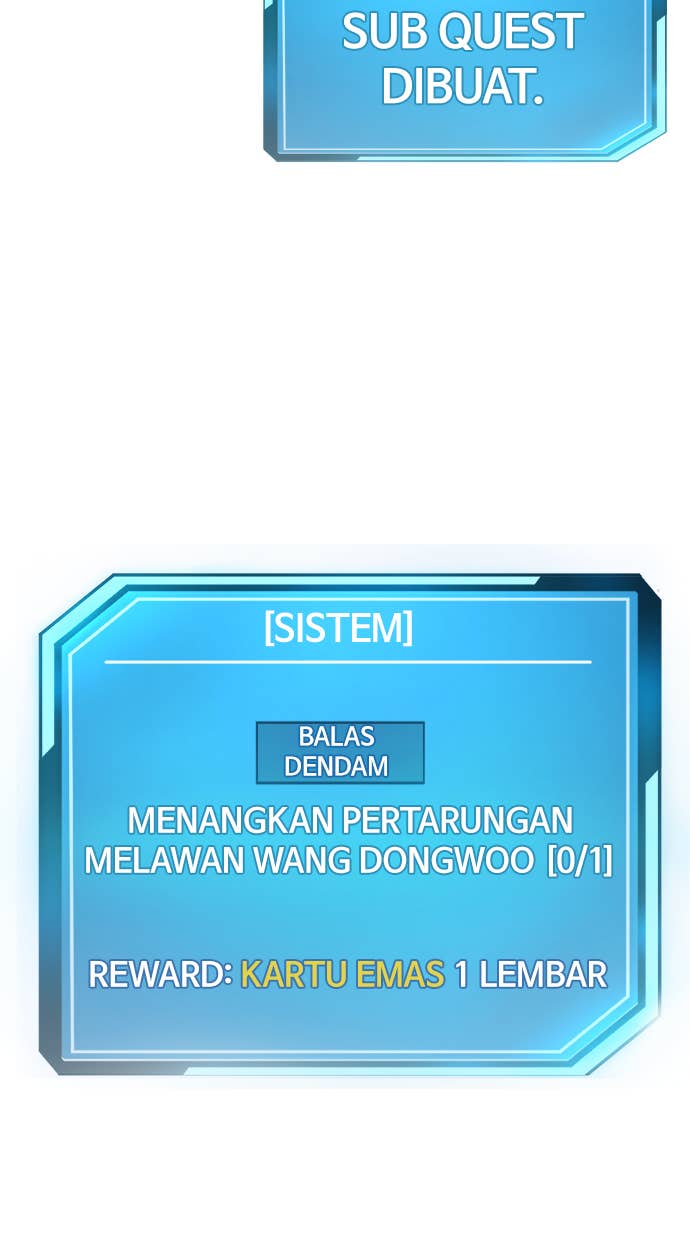 SUB QUEST
DIBUAT.
[SISTEM]
BALAS
DENDAM
MENANGKAN PERTARUNGAN
MELAWAN WANG DONGWOO [0/1]
REWARD: KARTU EMAS 1 LEMBAR